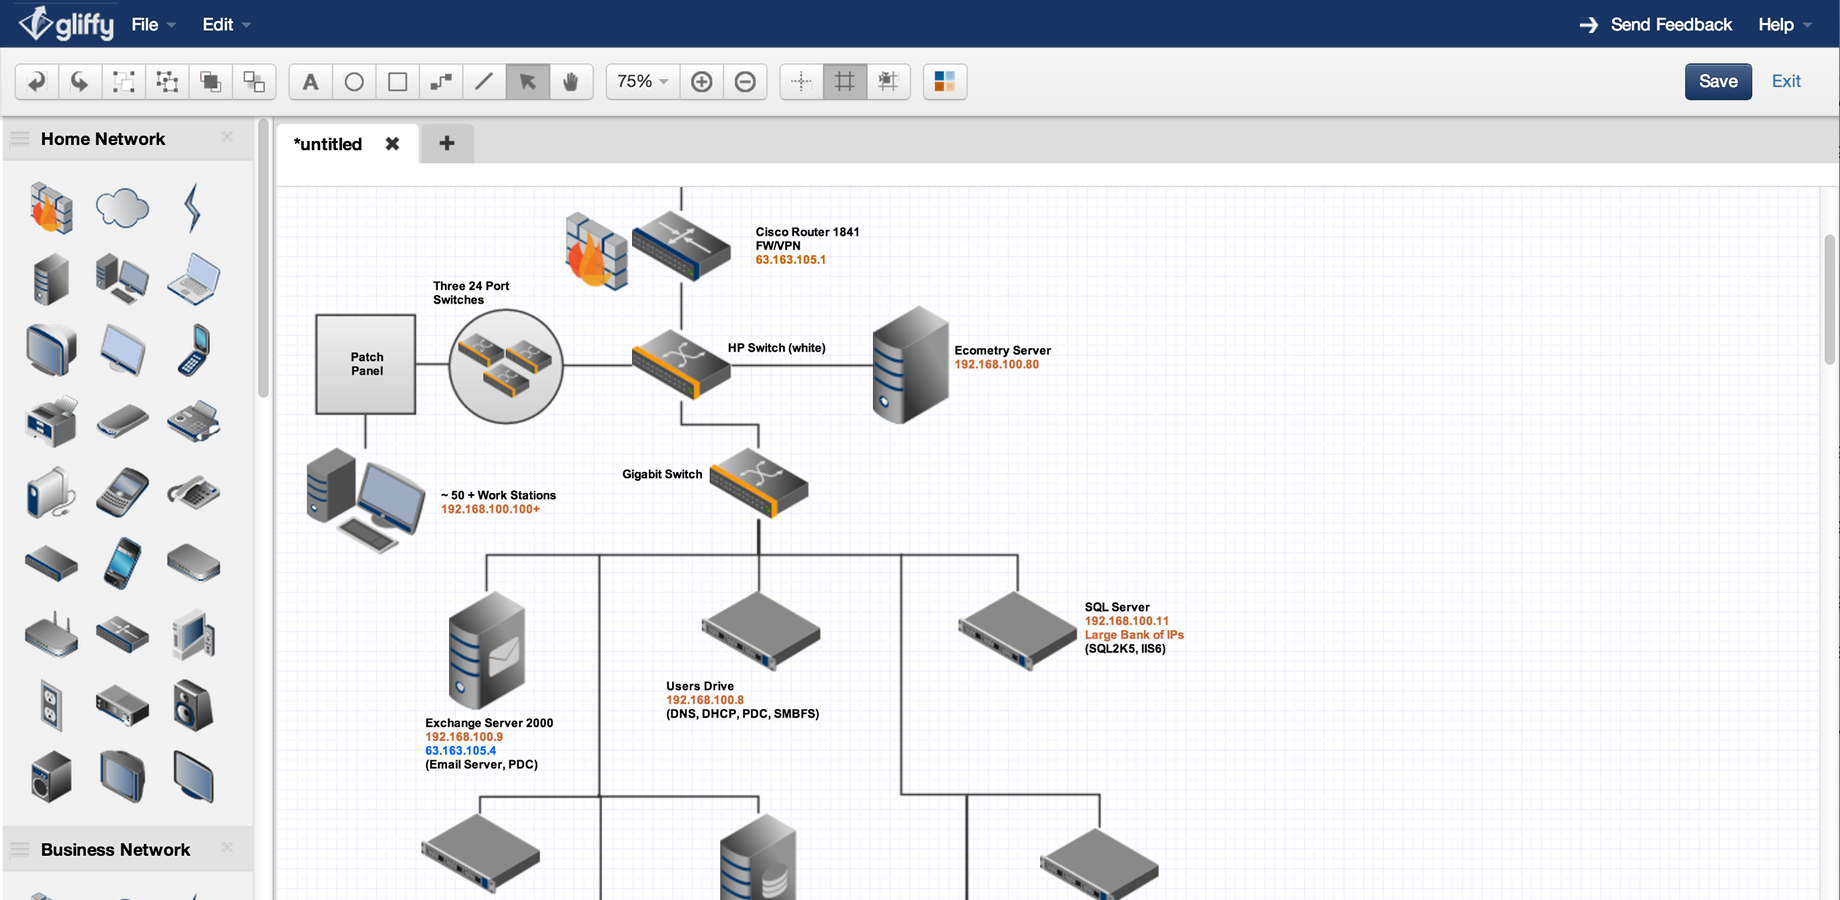 gliffy
File
Edit
Send Feedback
Help
A
75%
Save
Exit
Home Network
*untitled
Cisco Router 1841
FW/VPN
63.163.105.1
Three 24 Port
Switches
Patch
Panel
HP Switch (white)
Ecometry Server
192.168.100.80
Gigabit Switch
~ 50 + Work Stations
192.168.100.100+
SQL Server
192.168.100.11
Large Bank of IPs
(SQL2K5, IIS6)
Users Drive
192.168.100.8
(DNS, DHCP, PDC, SMBFS)
Exchange Server 2000
192.168.100.9
63.163.105.4
(Email Server, PDC)
Business Network